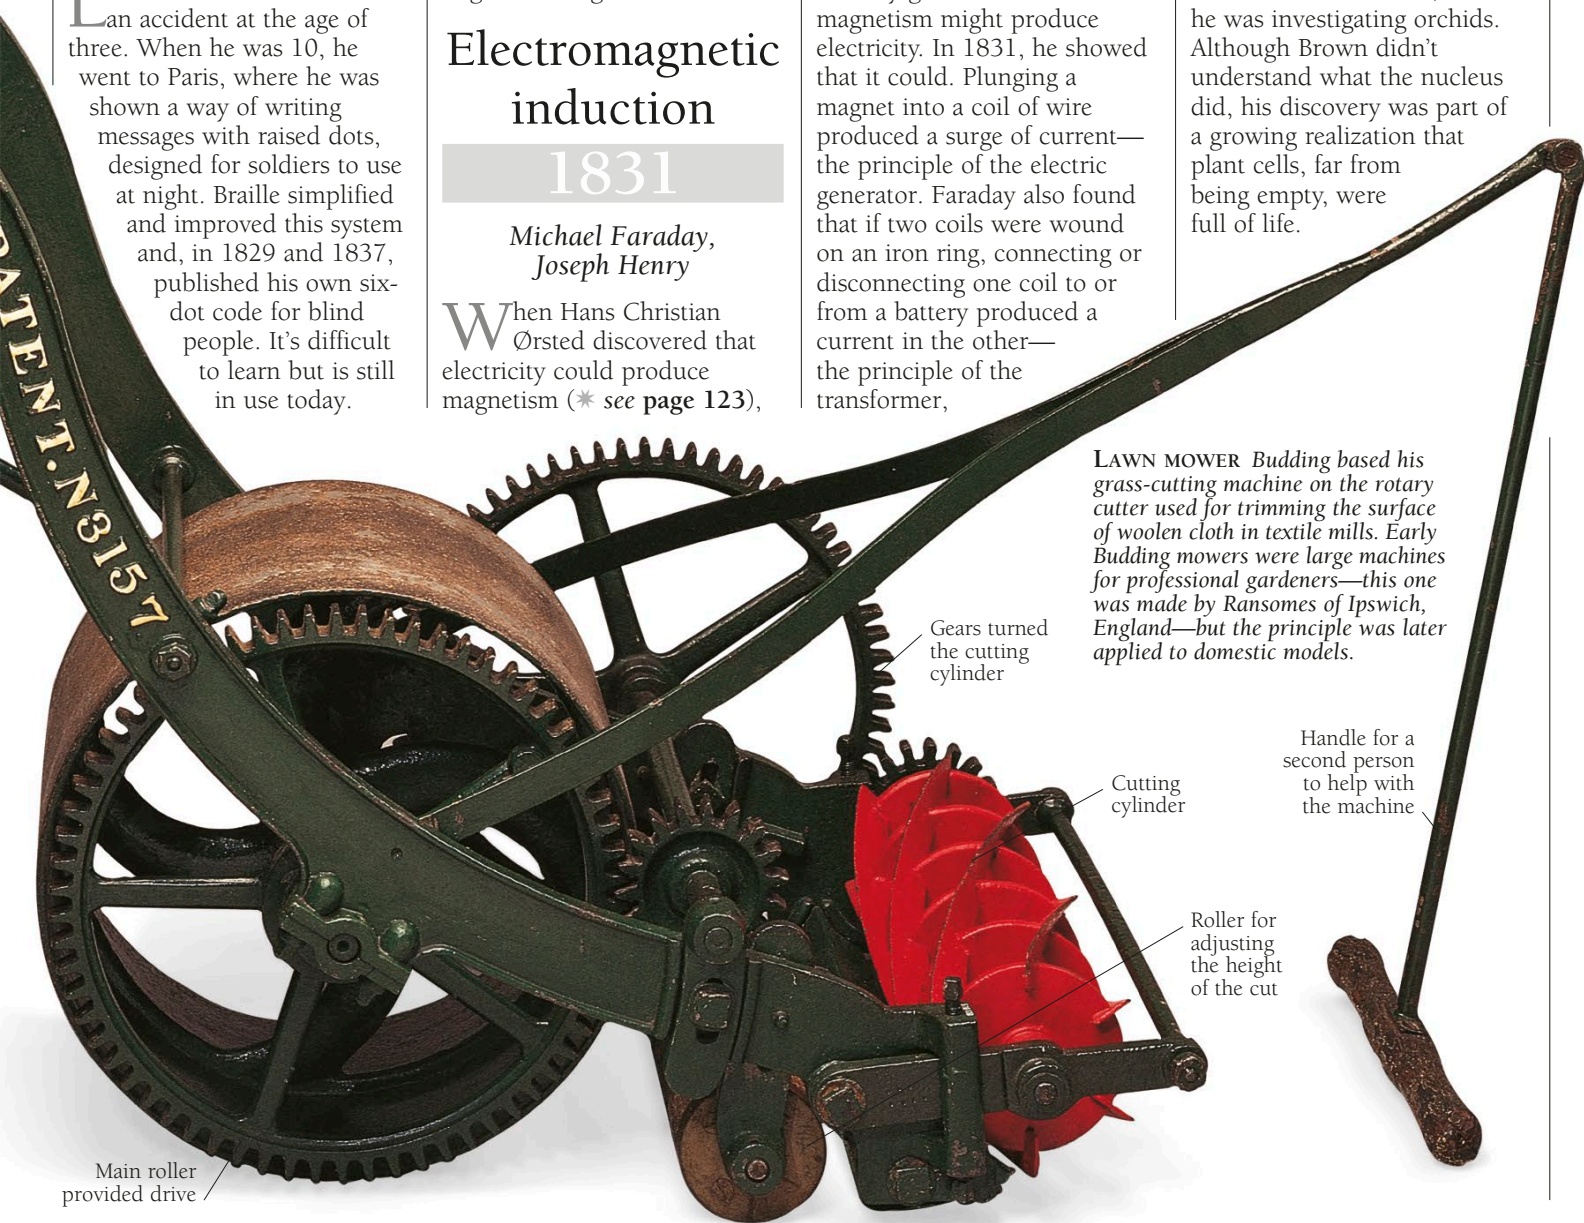 an accident at the age of
three. When he was 10, he
went to Paris, where he was
shown a way of writing
messages with raised dots,
designed for soldiers to use
at night. Braille simplified
and improved this system
and, in 1829 and 1837,
published his own six-
dot code for blind
people. It's difficult
to learn but is still
in use today.
Electromagnetic
induction
1831
Michael Faraday,
Joseph Henry
When Hans Christian
Ørsted discovered that
electricity could produce
magnetism (✷ see page 123),
magnetism might produce
electricity. In 1831, he showed
that it could. Plunging a
magnet into a coil of wire
produced a surge of current—
the principle of the electric
generator. Faraday also found
that if two coils were wound
on an iron ring, connecting or
disconnecting one coil to or
from a battery produced a
current in the other—
the principle of the
transformer,
he was investigating orchids.
Although Brown didn't
understand what the nucleus
did, his discovery was part of
a growing realization that
plant cells, far from
being empty, were
full of life.
PATENT. N3157
LAWN MOWER Budding based his
grass-cutting machine on the rotary
cutter used for trimming the surface
of woolen cloth in textile mills. Early
Budding mowers were large machines
for professional gardeners—this one
was made by Ransomes of Ipswich,
England—but the principle was later
applied to domestic models.
Gears turned
the cutting
cylinder
Handle for a
second person
to help with
the machine
Cutting
cylinder
Roller for
adjusting
the height
of the cut
Main roller
provided drive